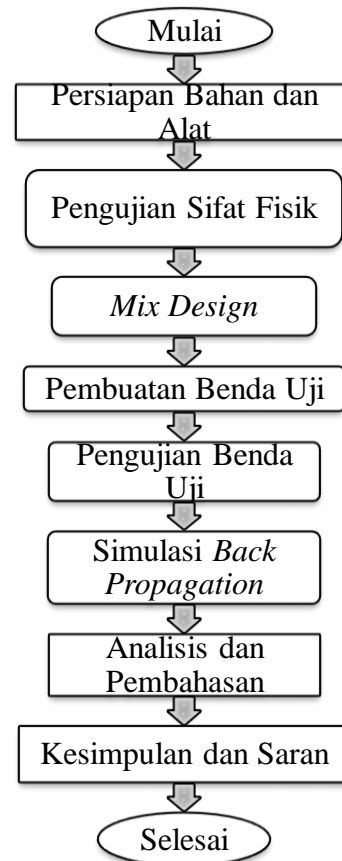 Mulai
Persiapan Bahan dan
Alat
Pengujian Sifat Fisik
Mix Design
Pembuatan Benda Uji
Pengujian Benda
Uji
Simulasi Back
Propagation
Analisis dan
Pembahasan
Kesimpulan dan Saran
Selesai